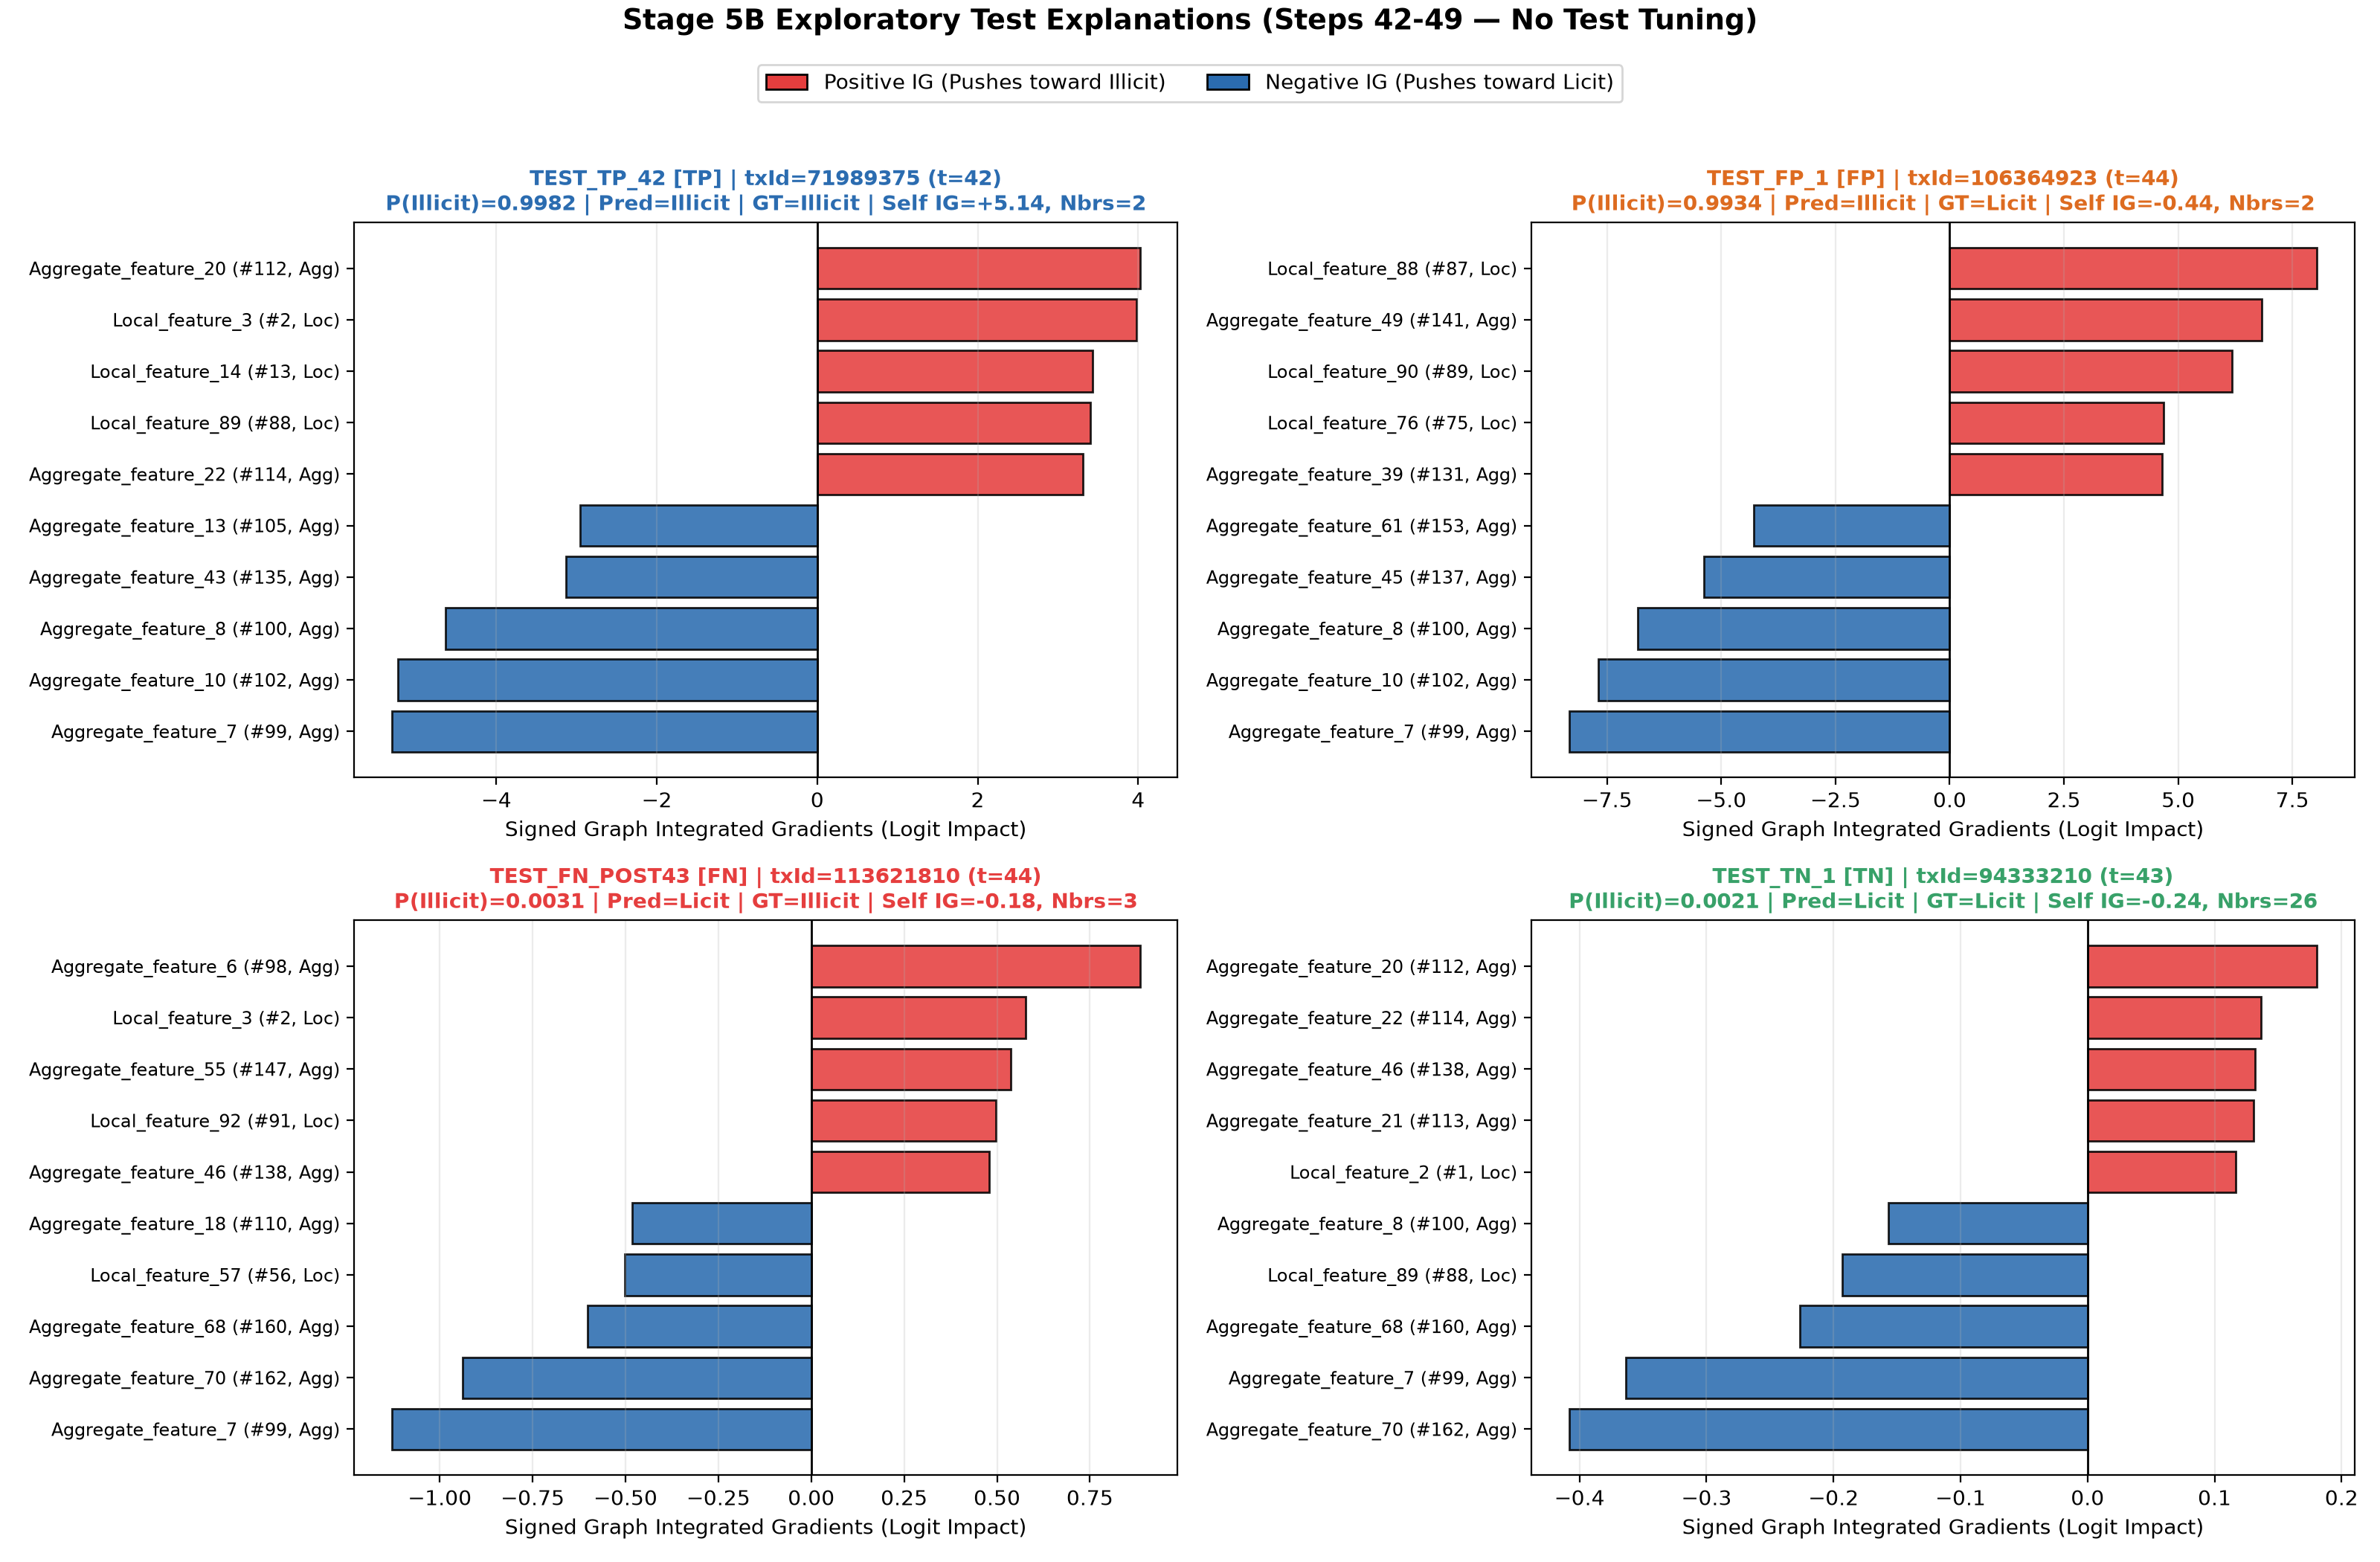 Stage 5B Exploratory Test Explanations (Steps 42-49 — No Test Tuning)
Positive IG (Pushes toward Illicit)
Negative IG (Pushes toward Licit)
TEST_TP_42 [TP] | txId=71989375 (t=42)
P(Illicit)=0.9982 | Pred=Illicit | GT=Illicit | Self IG=+5.14, Nbrs=2
Aggregate_feature_20 (#112, Agg)
Local_feature_3 (#2, Loc)
Local_feature_14 (#13, Loc)
Local_feature_89 (#88, Loc)
Aggregate_feature_22 (#114, Agg)
Aggregate_feature_13 (#105, Agg)
Aggregate_feature_43 (#135, Agg)
Aggregate_feature_8 (#100, Agg)
Aggregate_feature_10 (#102, Agg)
Aggregate_feature_7 (#99, Agg)
−4 −2 0 2 4
Signed Graph Integrated Gradients (Logit Impact)
TEST_FP_1 [FP] | txId=106364923 (t=44)
P(Illicit)=0.9934 | Pred=Illicit | GT=Licit | Self IG=-0.44, Nbrs=2
Local_feature_88 (#87, Loc)
Aggregate_feature_49 (#141, Agg)
Local_feature_90 (#89, Loc)
Local_feature_76 (#75, Loc)
Aggregate_feature_39 (#131, Agg)
Aggregate_feature_61 (#153, Agg)
Aggregate_feature_45 (#137, Agg)
Aggregate_feature_8 (#100, Agg)
Aggregate_feature_10 (#102, Agg)
Aggregate_feature_7 (#99, Agg)
−7.5 −5.0 −2.5 0.0 2.5 5.0 7.5
Signed Graph Integrated Gradients (Logit Impact)
TEST_FN_POST43 [FN] | txId=113621810 (t=44)
P(Illicit)=0.0031 | Pred=Licit | GT=Illicit | Self IG=-0.18, Nbrs=3
Aggregate_feature_6 (#98, Agg)
Local_feature_3 (#2, Loc)
Aggregate_feature_55 (#147, Agg)
Local_feature_92 (#91, Loc)
Aggregate_feature_46 (#138, Agg)
Aggregate_feature_18 (#110, Agg)
Local_feature_57 (#56, Loc)
Aggregate_feature_68 (#160, Agg)
Aggregate_feature_70 (#162, Agg)
Aggregate_feature_7 (#99, Agg)
−1.00 −0.75 −0.50 −0.25 0.00 0.25 0.50 0.75
Signed Graph Integrated Gradients (Logit Impact)
TEST_TN_1 [TN] | txId=94333210 (t=43)
P(Illicit)=0.0021 | Pred=Licit | GT=Licit | Self IG=-0.24, Nbrs=26
Aggregate_feature_20 (#112, Agg)
Aggregate_feature_22 (#114, Agg)
Aggregate_feature_46 (#138, Agg)
Aggregate_feature_21 (#113, Agg)
Local_feature_2 (#1, Loc)
Aggregate_feature_8 (#100, Agg)
Local_feature_89 (#88, Loc)
Aggregate_feature_68 (#160, Agg)
Aggregate_feature_7 (#99, Agg)
Aggregate_feature_70 (#162, Agg)
−0.4 −0.3 −0.2 −0.1 0.0 0.1 0.2
Signed Graph Integrated Gradients (Logit Impact)